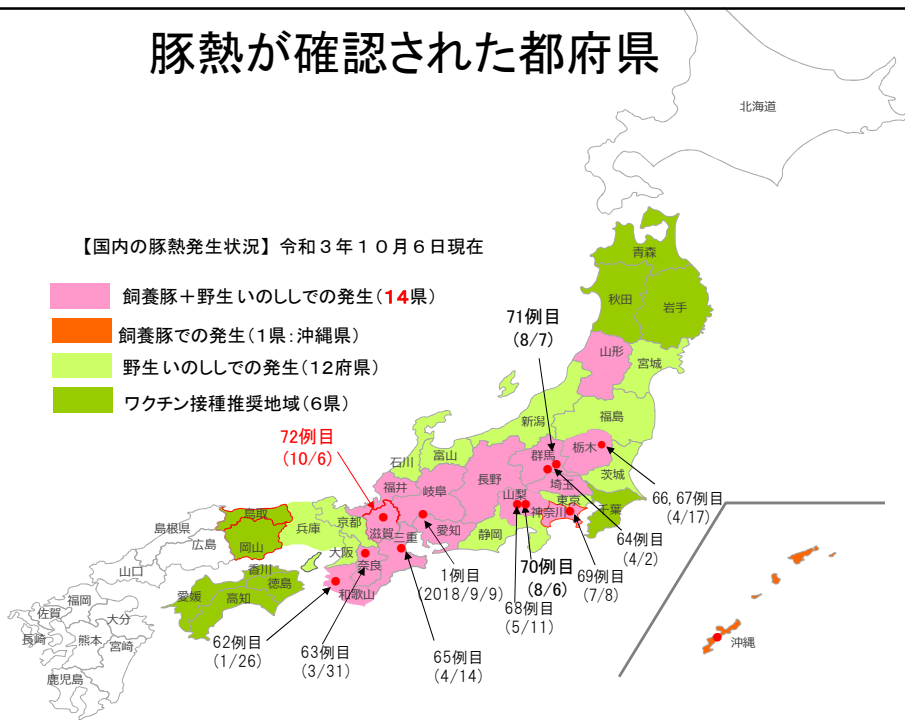 豚熱が確認された都府県
北海道
【国内の豚熱発生状況】 令和３年１０月６日現在
飼養豚＋野生いのししでの発生(14県)
飼養豚での発生(１県：沖縄県)
野生いのししでの発生(１２府県)
ワクチン接種推奨地域(６県)
青森
秋田
岩手
山形
宮城
新潟
福島
71例目
(8/7)
72例目
(10/6)
石川
富山
群馬
栃木
茨城
福井
岐阜
長野
埼玉
山梨
東京
神奈川
千葉
66, 67例目
(4/17)
64例目
(4/2)
69例目
(7/8)
70例目
(8/6)
68例目
(5/11)
1例目
(2018/9/9)
65例目
(4/14)
63例目
(3/31)
62例目
(1/26)
鳥取
島根県
兵庫
京都
滋賀
三重
愛知
静岡
広島
岡山
大阪
奈良
和歌山
山口
香川
徳島
愛媛
高知
福岡
佐賀
大分
長崎
熊本
宮崎
鹿児島
沖縄